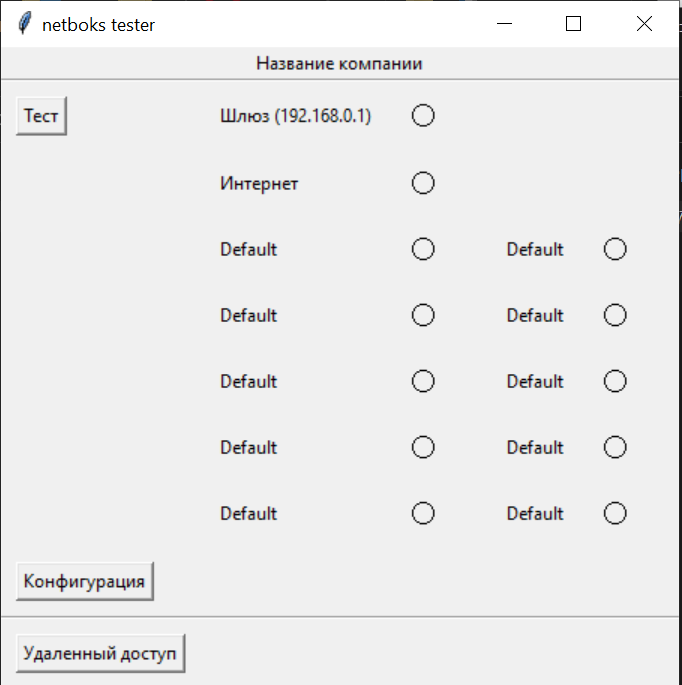 netboks tester
Название компании
Тест
Шлюз (192.168.0.1)
Интернет
Default Default
Default Default
Default Default
Default Default
Default Default
Конфигурация
Удаленный доступ